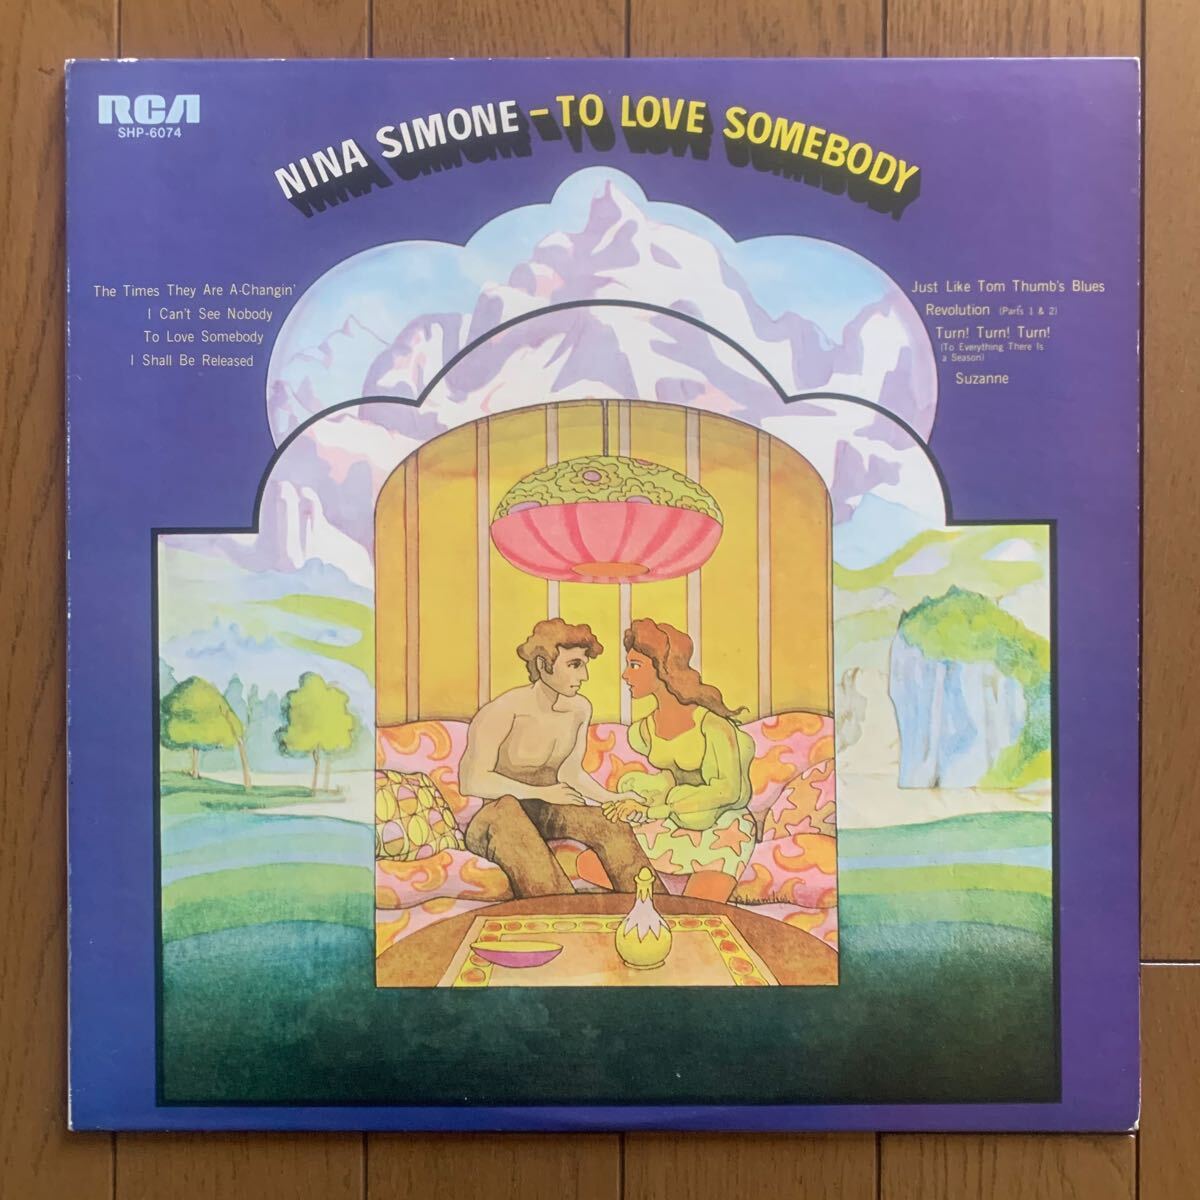 RCA
SHP-6074
NINA SIMONE – TO LOVE SOMEBODY
The Times They Are A-Changin'
I Can't See Nobody
To Love Somebody
I Shall Be Released
Just Like Tom Thumb's Blues
Revolution (Parts 1 & 2)
Turn! Turn! Turn!
(To Everything There Is
a Season)
Suzanne